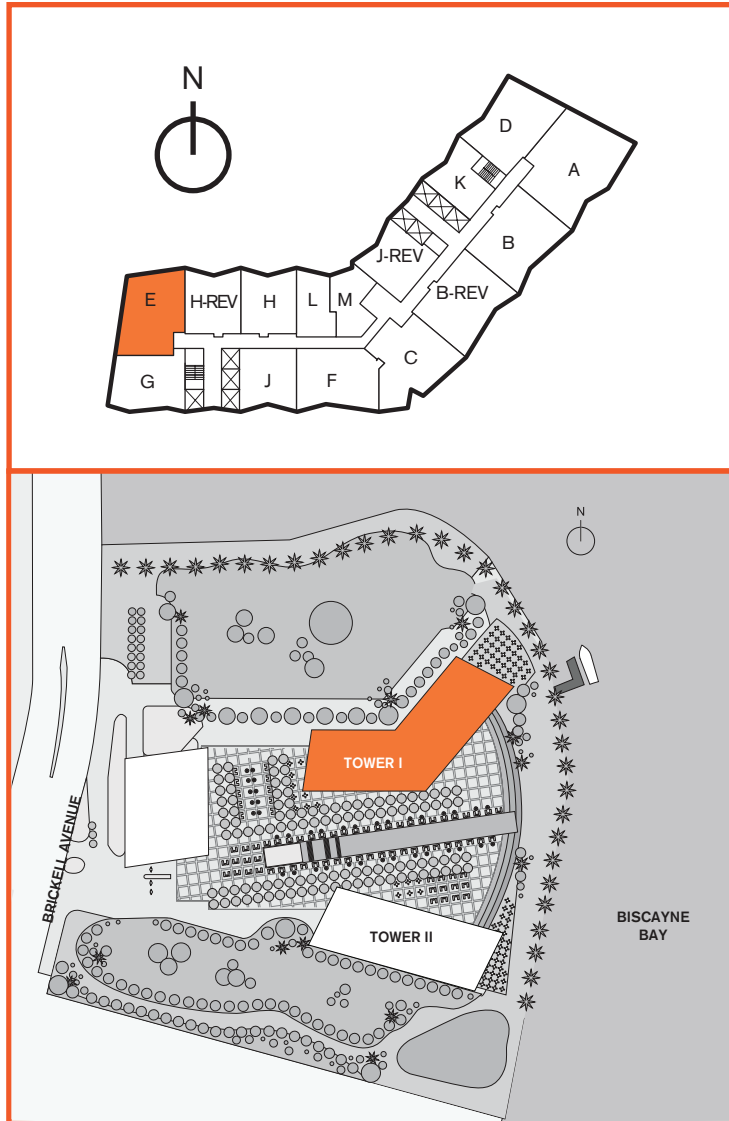 N
D
K
A
B
J-REV
B-REV
E
H-REV
H
L
M
C
G
J
F
N
TOWER I
BRICKELL AVENUE
TOWER II
BISCAYNE
BAY